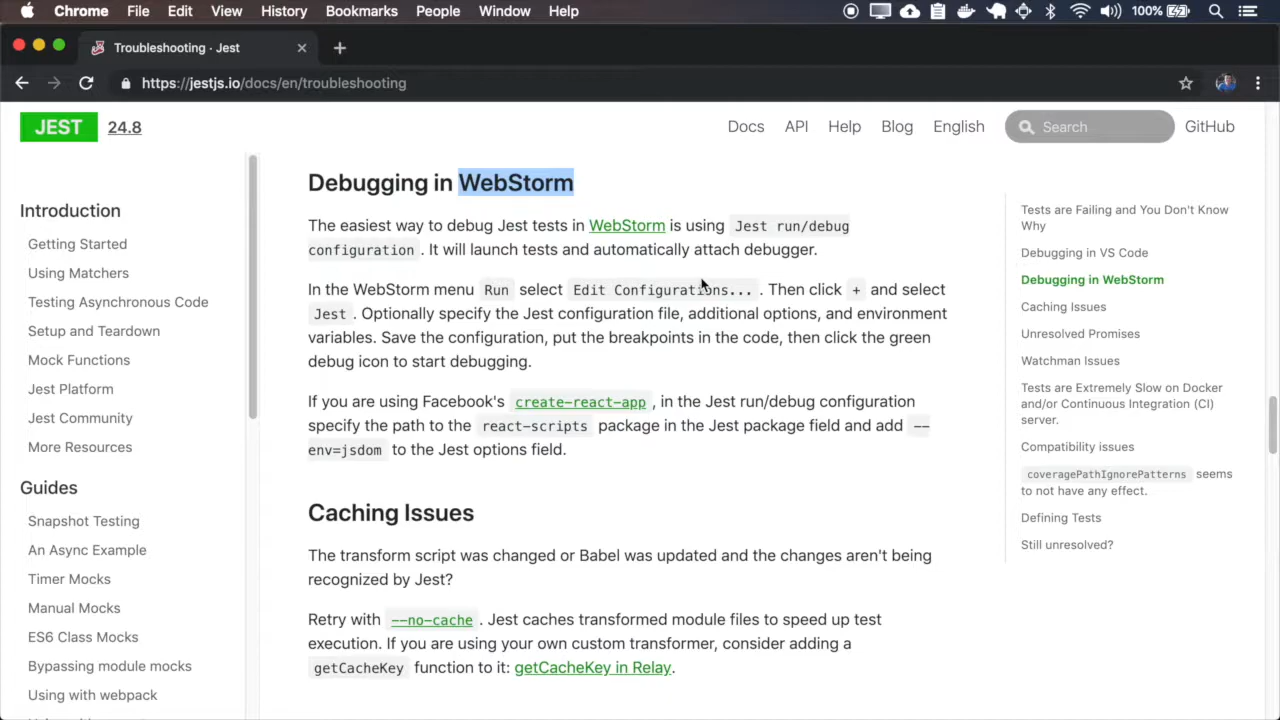 Chrome File Edit View History Bookmarks People Window Help 100%
Troubleshooting · Jest
https://jestjs.io/docs/en/troubleshooting
JEST 24.8 Docs API Help Blog English Search GitHub
Introduction
Getting Started
Using Matchers
Testing Asynchronous Code
Setup and Teardown
Mock Functions
Jest Platform
Jest Community
More Resources
Guides
Snapshot Testing
An Async Example
Timer Mocks
Manual Mocks
ES6 Class Mocks
Bypassing module mocks
Using with webpack
Debugging in WebStorm
The easiest way to debug Jest tests in WebStorm is using Jest run/debug
configuration . It will launch tests and automatically attach debugger.
In the WebStorm menu Run select Edit Configurations... . Then click + and select
Jest . Optionally specify the Jest configuration file, additional options, and environment
variables. Save the configuration, put the breakpoints in the code, then click the green
debug icon to start debugging.
If you are using Facebook's create-react-app , in the Jest run/debug configuration
specify the path to the react-scripts package in the Jest package field and add --
env=jsdom to the Jest options field.
Caching Issues
The transform script was changed or Babel was updated and the changes aren't being
recognized by Jest?
Retry with --no-cache . Jest caches transformed module files to speed up test
execution. If you are using your own custom transformer, consider adding a
getCacheKey function to it: getCacheKey in Relay.
Tests are Failing and You Don't Know
Why
Debugging in VS Code
Debugging in WebStorm
Caching Issues
Unresolved Promises
Watchman Issues
Tests are Extremely Slow on Docker
and/or Continuous Integration (CI)
server.
Compatibility issues
coveragePathIgnorePatterns seems
to not have any effect.
Defining Tests
Still unresolved?